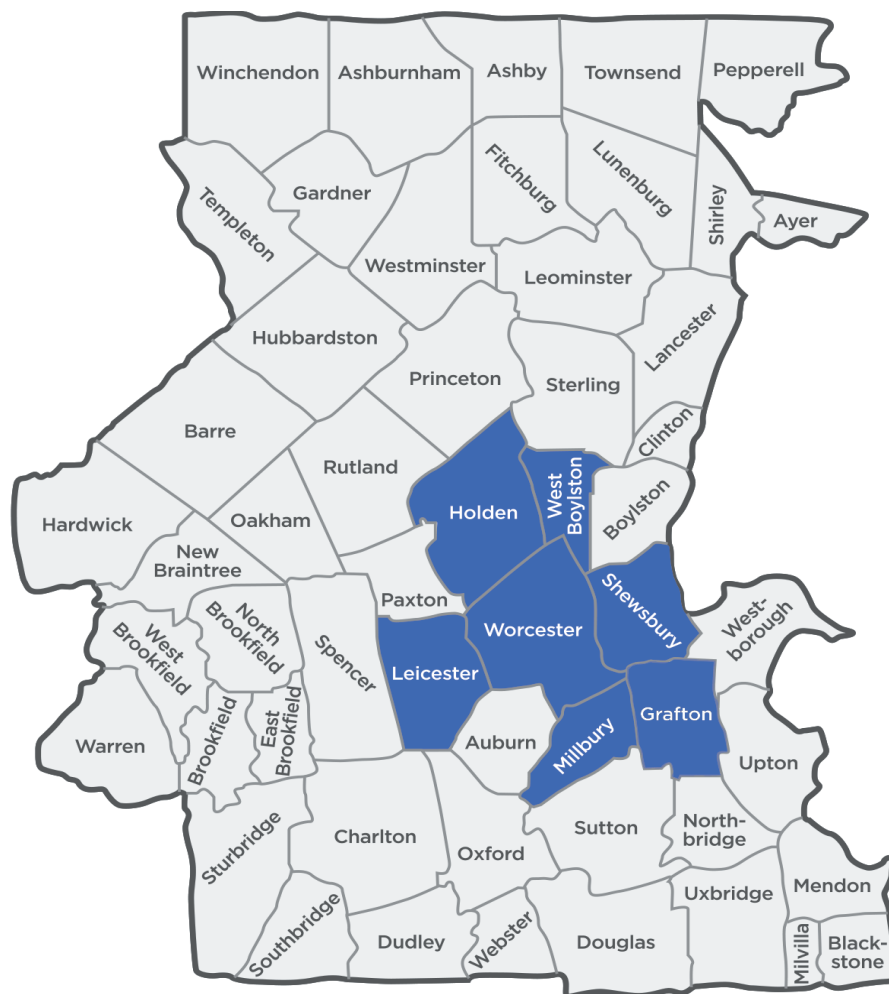 Winchendon
Ashburnham
Ashby
Townsend
Pepperell
Templeton
Gardner
Fitchburg
Lunenburg
Shirley
Ayer
Westminster
Leominster
Hubbardston
Lancaster
Princeton
Sterling
Barre
Clinton
Rutland
Holden
West
Boylston
Boylston
Hardwick
Oakham
New
Braintree
Paxton
Worcester
Shewsbury
West-
borough
West
Brookfield
North
Brookfield
Spencer
Leicester
Grafton
Warren
Brookfield
East
Brookfield
Auburn
Millbury
Upton
Sturbridge
Charlton
Oxford
Sutton
North-
bridge
Southbridge
Dudley
Webster
Douglas
Uxbridge
Mendon
Milvilla
Black-
stone